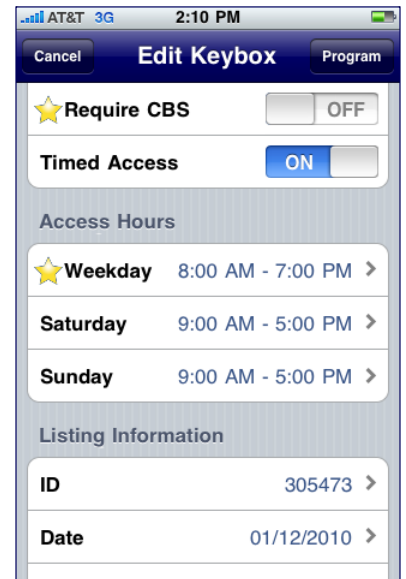 AT&T 3G 2:10 PM
Cancel Edit Keybox Program
Require CBS OFF
Timed Access ON
Access Hours
Weekday 8:00 AM - 7:00 PM
Saturday 9:00 AM - 5:00 PM
Sunday 9:00 AM - 5:00 PM
Listing Information
ID 305473
Date 01/12/2010